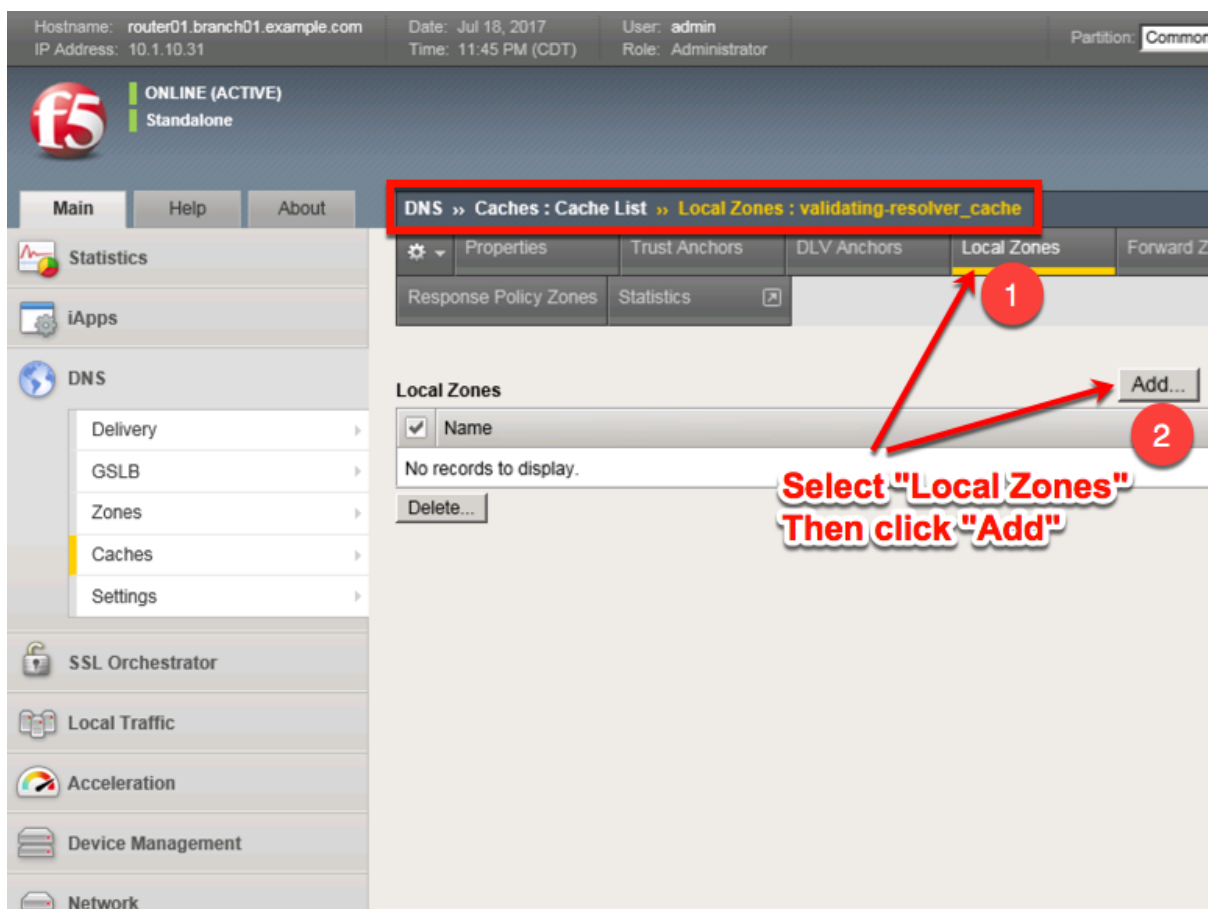 Hostname: router01.branch01.example.com Date: Jul 18, 2017 User: admin Partition: Common
IP Address: 10.1.10.31 Time: 11:45 PM (CDT) Role: Administrator
f5
ONLINE (ACTIVE)
Standalone
Main Help About
DNS » Caches : Cache List » Local Zones : validating-resolver_cache
Properties Trust Anchors DLV Anchors Local Zones Forward Z
Response Policy Zones Statistics
1
Statistics
iApps
DNS
Delivery
GSLB
Zones
Caches
Settings
SSL Orchestrator
Local Traffic
Acceleration
Device Management
Network
Local Zones Add...
Name
2
No records to display.
Delete...
Select "Local Zones"
Then click "Add"